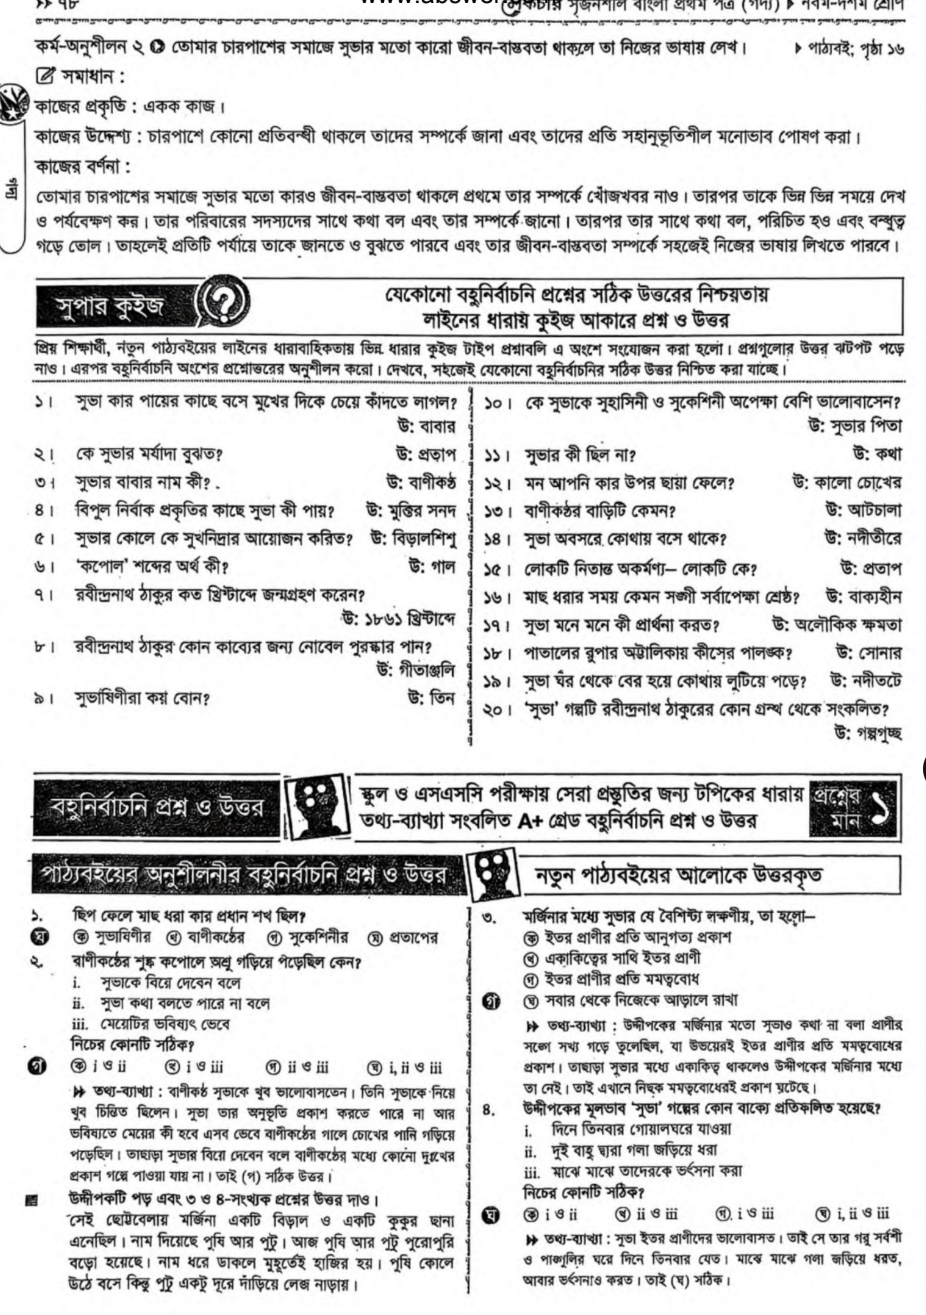 ▶▶ ৭৮
লেকচার সৃজনশীল বাংলা প্রথম পত্র (গদ্য) ▶ নবম-দশম শ্রেণি
কর্ম-অনুশীলন ২ তোমার চারপাশের সমাজে সুভার মতো কারো জীবন-বাস্তবতা থাকলে তা নিজের ভাষায় লেখ। ▶ পাঠ্যবই; পৃষ্ঠা ১৬
সমাধান :
কাজের প্রকৃতি : একক কাজ।
কাজের উদ্দেশ্য : চারপাশে কোনো প্রতিবন্ধী থাকলে তাদের সম্পর্কে জানা এবং তাদের প্রতি সহানুভূতিশীল মনোভাব পোষণ করা।
কাজের বর্ণনা :
গদ্য
তোমার চারপাশের সমাজে সুভার মতো কারও জীবন-বাস্তবতা থাকলে প্রথমে তার সম্পর্কে খোঁজখবর নাও। তারপর তাকে ভিন্ন ভিন্ন সময়ে দেখ
ও পর্যবেক্ষণ কর। তার পরিবারের সদস্যদের সাথে কথা বল এবং তার সম্পর্কে জানো। তারপর তার সাথে কথা বল, পরিচিত হও এবং বন্ধুত্ব
গড়ে তোল। তাহলেই প্রতিটি পর্যায়ে তাকে জানতে ও বুঝতে পারবে এবং তার জীবন-বাস্তবতা সম্পর্কে সহজেই নিজের ভাষায় লিখতে পারবে।
সুপার কুইজ
যেকোনো বহুনির্বাচনি প্রশ্নের সঠিক উত্তরের নিশ্চয়তায়
লাইনের ধারায় কুইজ আকারে প্রশ্ন ও উত্তর
প্রিয় শিক্ষার্থী, নতুন পাঠ্যবইয়ের লাইনের ধারাবাহিকতায় ভিন্ন ধারার কুইজ টাইপ প্রশ্নাবলি এ অংশে সংযোজন করা হলো। প্রশ্নগুলোর উত্তর ঝটপট পড়ে
নাও। এরপর বহুনির্বাচনি অংশের প্রশ্নোত্তরের অনুশীলন করো। দেখবে, সহজেই যেকোনো বহুনির্বাচনির সঠিক উত্তর নিশ্চিত করা যাচ্ছে।
১। সুভা কার পায়ের কাছে বসে মুখের দিকে চেয়ে কাঁদতে লাগল?
উ: বাবার
২। কে সুভার মর্যাদা বুঝত? উ: প্রতাপ
৩। সুভার বাবার নাম কী? উ: বাণীকণ্ঠ
৪। বিপুল নির্বাক প্রকৃতির কাছে সুভা কী পায়? উ: মুক্তির সনদ
৫। সুভার কোলে কে সুখনিদ্রার আয়োজন করিত? উ: বিড়ালশিশু
৬। 'কপোল' শব্দের অর্থ কী? উ: গাল
৭। রবীন্দ্রনাথ ঠাকুর কত খ্রিস্টাব্দে জন্মগ্রহণ করেন?
উ: ১৮৬১ খ্রিস্টাব্দে
৮। রবীন্দ্রনাথ ঠাকুর কোন কাব্যের জন্য নোবেল পুরস্কার পান?
উ: গীতাঞ্জলি
৯। সুভাষিণীরা কয় বোন? উ: তিন
১০। কে সুভাকে সুহাসিনী ও সুকেশিনী অপেক্ষা বেশি ভালোবাসেন?
উ: সুভার পিতা
১১। সুভার কী ছিল না? উ: কথা
১২। মন আপনি কার উপর ছায়া ফেলে? উ: কালো চোখের
১৩। বাণীকণ্ঠর বাড়িটি কেমন? উ: আটচালা
১৪। সুভা অবসরে কোথায় বসে থাকে? উ: নদীতীরে
১৫। লোকটি নিতান্ত অকর্মণ্য– লোকটি কে? উ: প্রতাপ
১৬। মাছ ধরার সময় কেমন সঙ্গী সর্বাপেক্ষা শ্রেষ্ঠ? উ: বাক্যহীন
১৭। সুভা মনে মনে কী প্রার্থনা করত? উ: অলৌকিক ক্ষমতা
১৮। পাতালের রুপার অট্টালিকায় কীসের পালঙ্ক? উ: সোনার
১৯। সুভা ঘর থেকে বের হয়ে কোথায় লুটিয়ে পড়ে? উ: নদীতটে
২০। 'সুভা' গল্পটি রবীন্দ্রনাথ ঠাকুরের কোন গ্রন্থ থেকে সংকলিত?
উ: গল্পগুচ্ছ
বহুনির্বাচনি প্রশ্ন ও উত্তর
স্কুল ও এসএসসি পরীক্ষায় সেরা প্রস্তুতির জন্য টপিকের ধারায়
তথ্য-ব্যাখ্যা সংবলিত A+ গ্রেড বহুনির্বাচনি প্রশ্ন ও উত্তর
প্রশ্নের
মান ১
পাঠ্যবইয়ের অনুশীলনীর বহুনির্বাচনি প্রশ্ন ও উত্তর
নতুন পাঠ্যবইয়ের আলোকে উত্তরকৃত
১. ছিপ ফেলে মাছ ধরা কার প্রধান শখ ছিল?
ঘ ক সুভাষিণীর খ বাণীকণ্ঠের গ সুকেশিনীর ঘ প্রতাপের
২. বাণীকণ্ঠের শুষ্ক কপোলে অশ্রু গড়িয়ে পড়েছিল কেন?
i. সুভাকে বিয়ে দেবেন বলে
ii. সুভা কথা বলতে পারে না বলে
iii. মেয়েটির ভবিষ্যৎ ভেবে
নিচের কোনটি সঠিক?
গ ক i ও ii খ i ও iii গ ii ও iii ঘ i, ii ও iii
▶▶ তথ্য-ব্যাখ্যা : বাণীকণ্ঠ সুভাকে খুব ভালোবাসতেন। তিনি সুভাকে নিয়ে
খুব চিন্তিত ছিলেন। সুভা তার অনুভূতি প্রকাশ করতে পারে না আর
ভবিষ্যতে মেয়ের কী হবে এসব ভেবে বাণীকণ্ঠের গালে চোখের পানি গড়িয়ে
পড়েছিল। তাছাড়া সুভার বিয়ে দেবেন বলে বাণীকণ্ঠের মধ্যে কোনো দুঃখের
প্রকাশ গল্পে পাওয়া যায় না। তাই (গ) সঠিক উত্তর।
উদ্দীপকটি পড় এবং ৩ ও ৪-সংখ্যক প্রশ্নের উত্তর দাও।
সেই ছোটবেলায় মর্জিনা একটি বিড়াল ও একটি কুকুর ছানা
এনেছিল। নাম দিয়েছে পুষি আর পুটু। আজ পুষি আর পুটু পুরোপুরি
বড়ো হয়েছে। নাম ধরে ডাকলে মুহূর্তেই হাজির হয়। পুষি কোলে
উঠে বসে কিন্তু পুটু একটু দূরে দাঁড়িয়ে লেজ নাড়ায়।
৩. মর্জিনার মধ্যে সুভার যে বৈশিষ্ট্য লক্ষণীয়, তা হলো—
ক ইতর প্রাণীর প্রতি আনুগত্য প্রকাশ
খ একাকিত্বের সাথি ইতর প্রাণী
গ ইতর প্রাণীর প্রতি মমত্ববোধ
গ ঘ সবার থেকে নিজেকে আড়ালে রাখা
▶▶ তথ্য-ব্যাখ্যা : উদ্দীপকের মর্জিনার মতো সুভাও কথা না বলা প্রাণীর
সঙ্গে সখ্য গড়ে তুলেছিল, যা উভয়েরই ইতর প্রাণীর প্রতি মমত্ববোধের
প্রকাশ। তাছাড়া সুভার মধ্যে একাকিত্ব থাকলেও উদ্দীপকের মর্জিনার মধ্যে
তা নেই। তাই এখানে নিছক মমত্ববোধেরই প্রকাশ ঘটেছে।
৪. উদ্দীপকের মূলভাব 'সুভা' গল্পের কোন বাক্যে প্রতিফলিত হয়েছে?
i. দিনে তিনবার গোয়ালঘরে যাওয়া
ii. দুই বাহু দ্বারা গলা জড়িয়ে ধরা
iii. মাঝে মাঝে তাদেরকে ভর্ৎসনা করা
নিচের কোনটি সঠিক?
ঘ ক i ও ii খ ii ও iii গ i ও iii ঘ i, ii ও iii
▶▶ তথ্য-ব্যাখ্যা : সুভা ইতর প্রাণীদের ভালোবাসত। তাই সে তার গরু সর্বশী
ও পাঙ্গুলির ঘরে দিনে তিনবার যেত। মাঝে মাঝে গলা জড়িয়ে ধরত,
আবার ভর্ৎসনাও করত। তাই (ঘ) সঠিক।